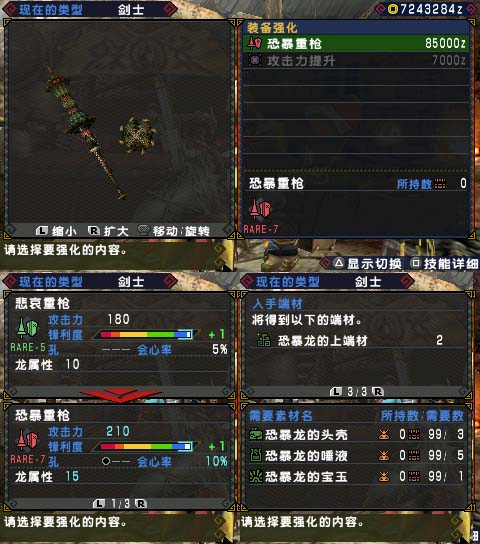 现在的类型 剑士
7243284z
装备强化
恐暴重枪 85000z
攻击力提升 7000z
恐暴重枪 所持数 0
RARE-7
L 缩小 R 扩大 移动/旋转
请选择要强化的内容。
△显示切换 □技能详细
现在的类型 剑士
悲哀重枪
攻击力 180
锋利度 +1
RARE-5 孔 --- 会心率 5%
龙属性 10
恐暴重枪
攻击力 210
锋利度 +1
RARE-7 孔 ●-- 会心率 10%
龙属性 15
L 1/3 R
请选择要强化的内容。
现在的类型 剑士
入手端材
将得到以下的端材。
恐暴龙的上端材 2
L 3/3 R
需要素材名 所持数/需要数
恐暴龙的头壳 0 99/ 3
恐暴龙的唾液 0 99/ 5
恐暴龙的宝玉 0 99/ 1
请选择要强化的内容。